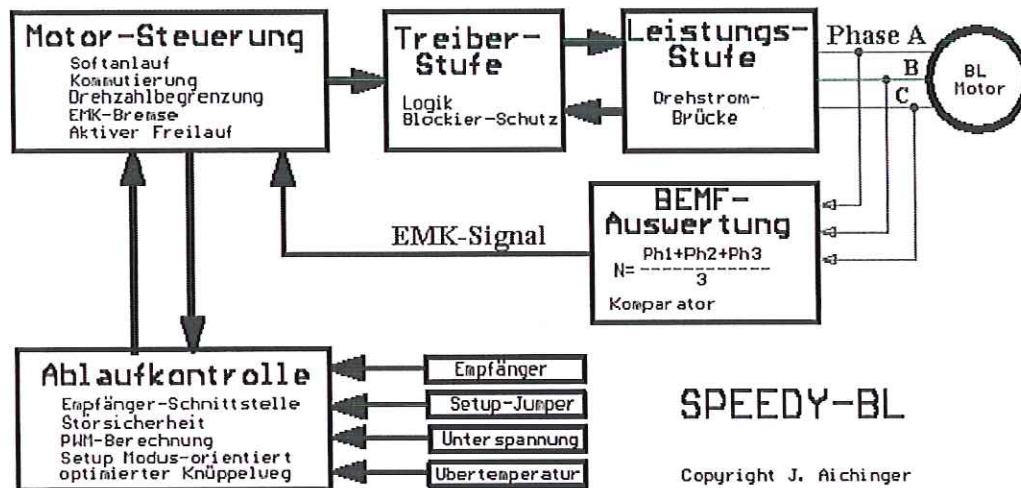 Motor-Steuerung
Softanlauf
Kommutierung
Drehzahlbegrenzung
EMK-Bremse
Aktiver Freilauf
Treiber-
Stufe
Logik
Blockier-Schutz
Leistungs-
Stufe
Drehstrom-
Brücke
Phase A
B
C
BL
Motor
BEMF-
Auswertung
Ph1+Ph2+Ph3
N= -------------
3
Komparator
EMK-Signal
Ablaufkontrolle
Empfänger-Schnittstelle
Störsicherheit
PWM-Berechnung
Setup Modus-orientiert
optimierter Knüppelweg
Empfänger
Setup-Jumper
Unterspannung
Ubertemperatur
SPEEDY-BL
Copyright J. Aichinger